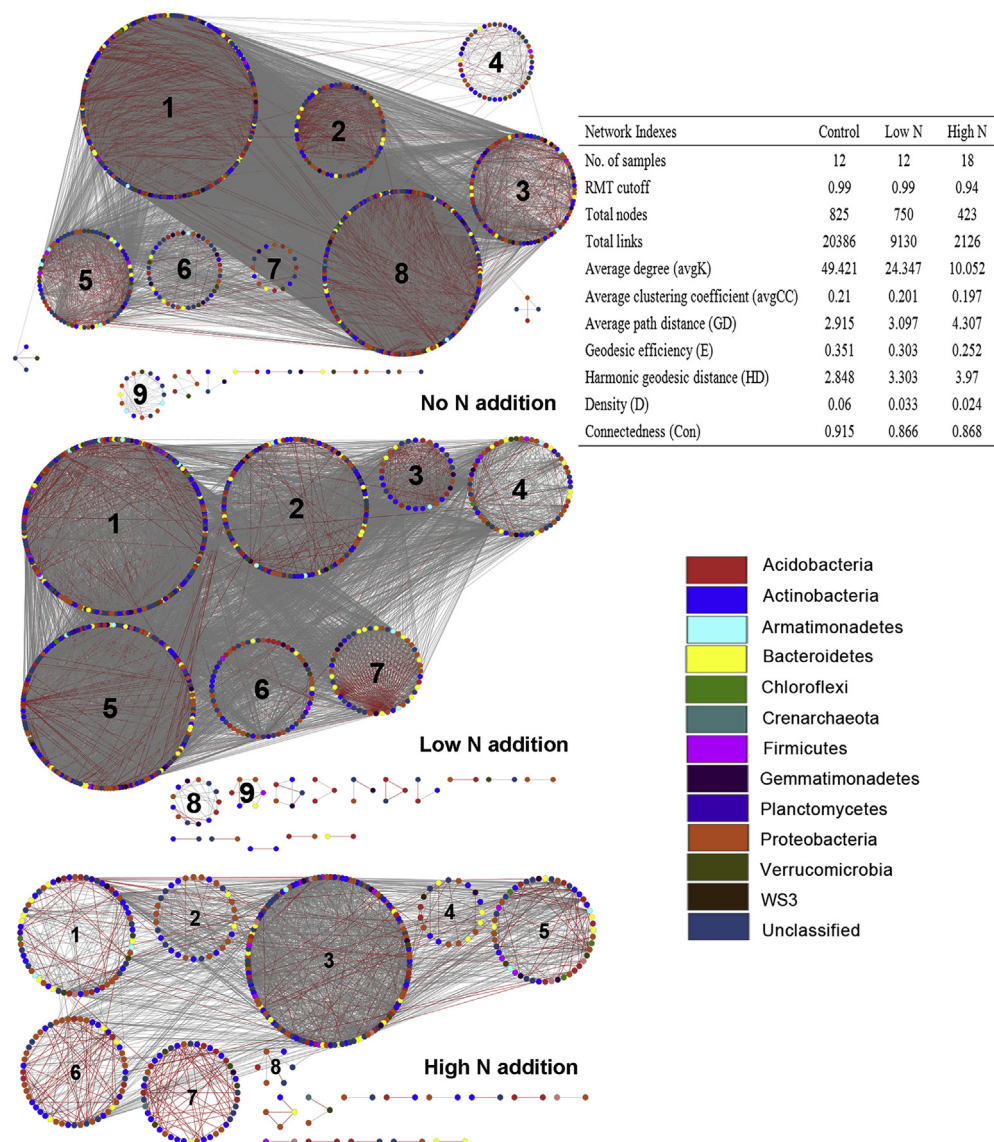 1
2
3
4
5
6
7
8
9
No N addition
Network Indexes Control Low N High N
No. of samples 12 12 18
RMT cutoff 0.99 0.99 0.94
Total nodes 825 750 423
Total links 20386 9130 2126
Average degree (avgK) 49.421 24.347 10.052
Average clustering coefficient (avgCC) 0.21 0.201 0.197
Average path distance (GD) 2.915 3.097 4.307
Geodesic efficiency (E) 0.351 0.303 0.252
Harmonic geodesic distance (HD) 2.848 3.303 3.97
Density (D) 0.06 0.033 0.024
Connectedness (Con) 0.915 0.866 0.868
1
2
3
4
5
6
7
8
9
Low N addition
Acidobacteria
Actinobacteria
Armatimonadetes
Bacteroidetes
Chloroflexi
Crenarchaeota
Firmicutes
Gemmatimonadetes
Planctomycetes
Proteobacteria
Verrucomicrobia
WS3
Unclassified
1
2
3
4
5
6
7
8
High N addition